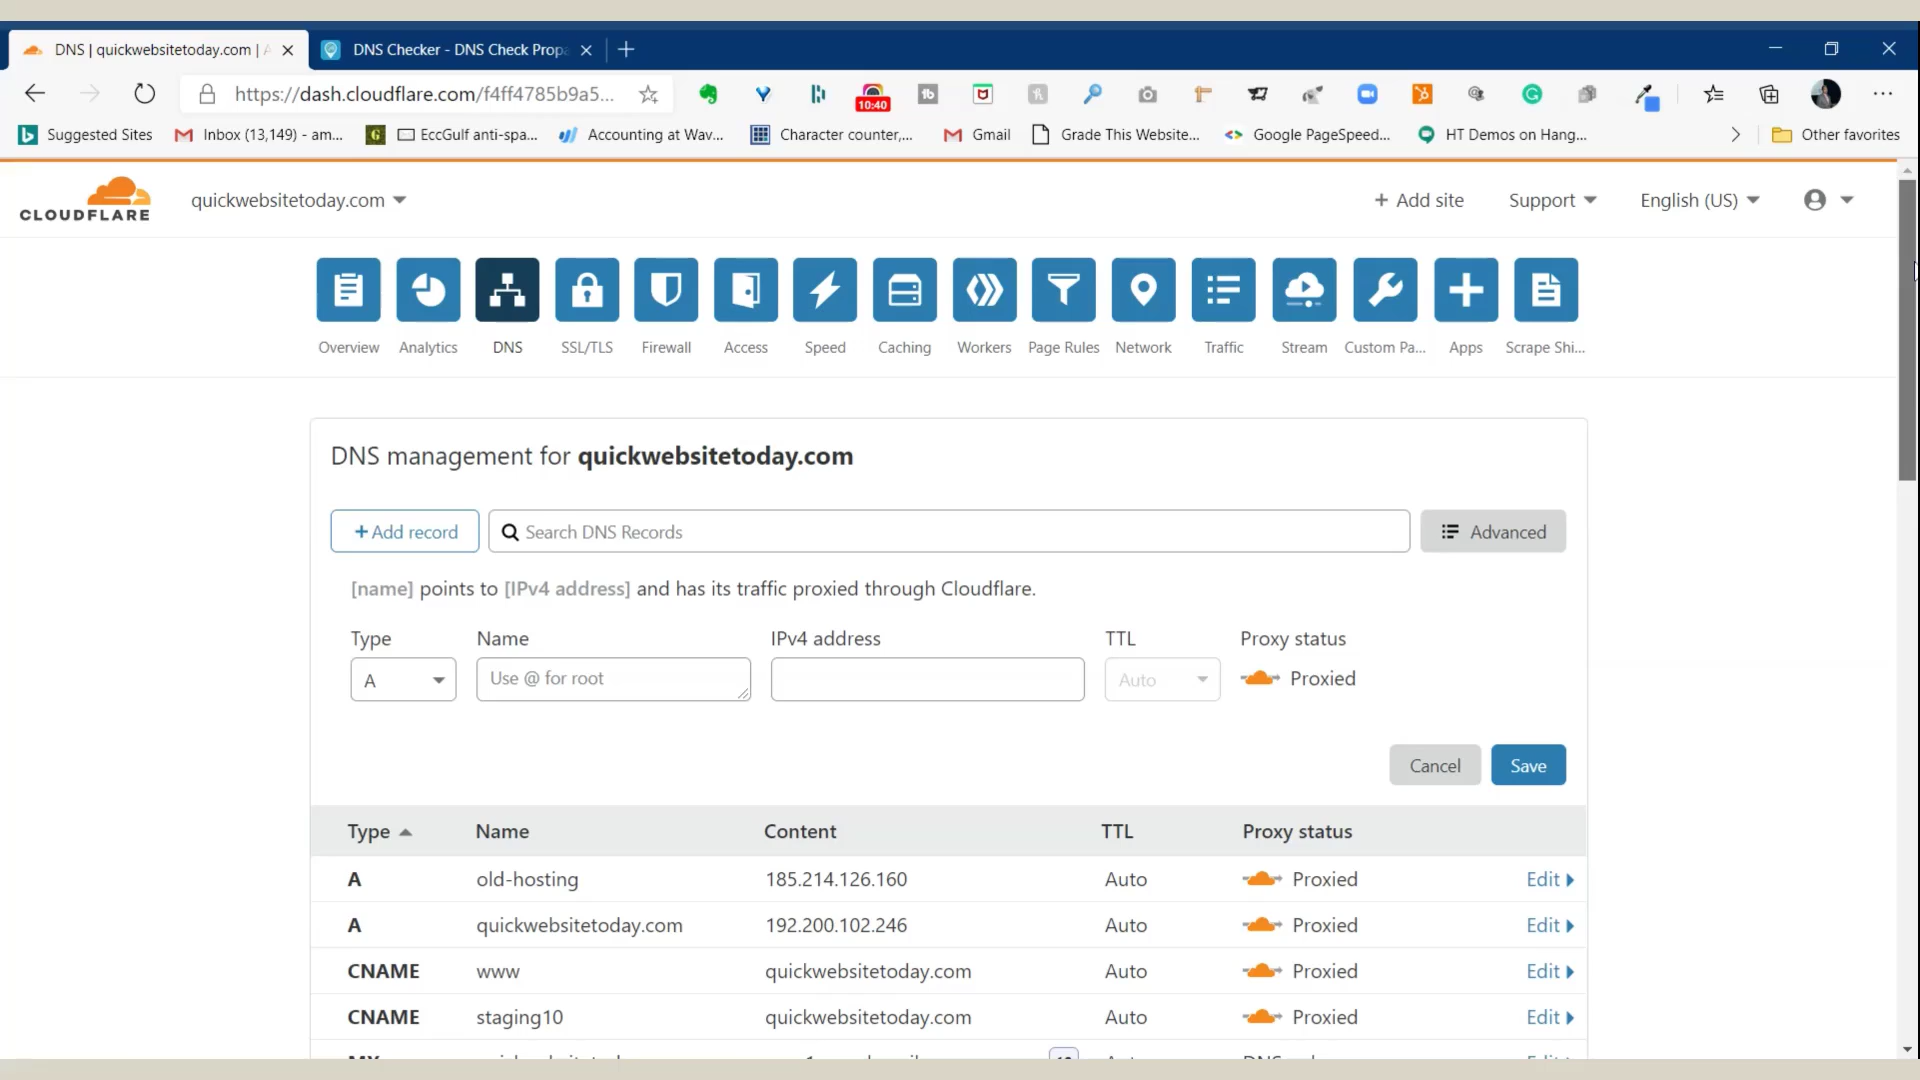 DNS | quickwebsitetoday.com |
DNS Checker - DNS Check Propa
https://dash.cloudflare.com/f4ff4785b9a5...
10:40
Suggested Sites
Inbox (13,149) - am...
EccGulf anti-spa...
Accounting at Wav...
Character counter,...
Gmail
Grade This Website...
Google PageSpeed...
HT Demos on Hang...
Other favorites
CLOUDFLARE
quickwebsitetoday.com
+ Add site
Support
English (US)
Overview
Analytics
DNS
SSL/TLS
Firewall
Access
Speed
Caching
Workers
Page Rules
Network
Traffic
Stream
Custom Pa...
Apps
Scrape Shi...
DNS management for quickwebsitetoday.com
+ Add record
Search DNS Records
Advanced
[name] points to [IPv4 address] and has its traffic proxied through Cloudflare.
Type Name IPv4 address TTL Proxy status
A Use @ for root Auto Proxied
Cancel Save
Type Name Content TTL Proxy status
A old-hosting 185.214.126.160 Auto Proxied Edit
A quickwebsitetoday.com 192.200.102.246 Auto Proxied Edit
CNAME www quickwebsitetoday.com Auto Proxied Edit
CNAME staging10 quickwebsitetoday.com Auto Proxied Edit